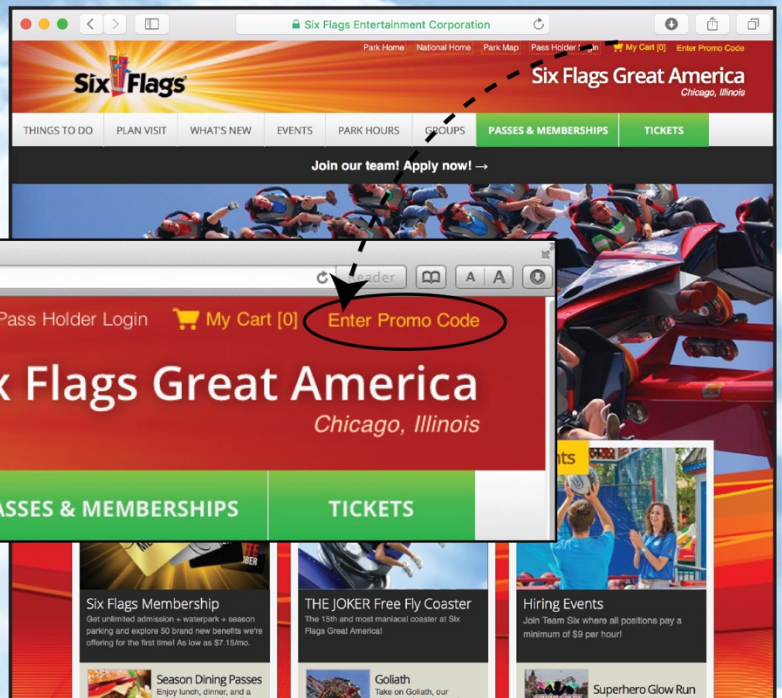 Six Flags Entertainment Corporation
Park Home National Home Park Map Pass Holder Login My Cart [0] Enter Promo Code
Six Flags
Six Flags Great America
Chicago, Illinois
THINGS TO DO PLAN VISIT WHAT'S NEW EVENTS PARK HOURS GROUPS PASSES & MEMBERSHIPS TICKETS
Join our team! Apply now! →
Reader A A
Pass Holder Login My Cart [0] Enter Promo Code
x Flags Great America
Chicago, Illinois
ASSES & MEMBERSHIPS TICKETS
nts
Six Flags Membership
Get unlimited admission + waterpark + season
parking and explore 50 brand new benefits we're
offering for the first time! As low as $7.15/mo.
THE JOKER Free Fly Coaster
The 15th and most maniacal coaster at Six
Flags Great America!
Hiring Events
Join Team Six where all positions pay a
minimum of $9 per hour!
Season Dining Passes
Enjoy lunch, dinner, and a
Goliath
Take on Goliath, our
Superhero Glow Run